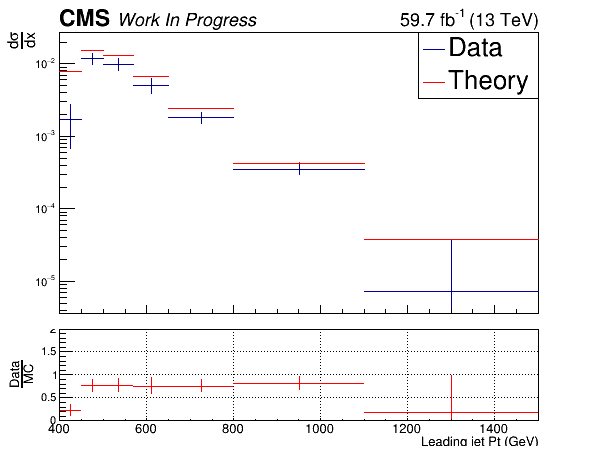 CMS Work In Progress 59.7 fb⁻¹ (13 TeV)
dσ
dx
Data
Theory
10⁻²
10⁻³
10⁻⁴
10⁻⁵
Data
MC
2
1.5
1
0.5
0
400 600 800 1000 1200 1400
Leading jet Pt (GeV)